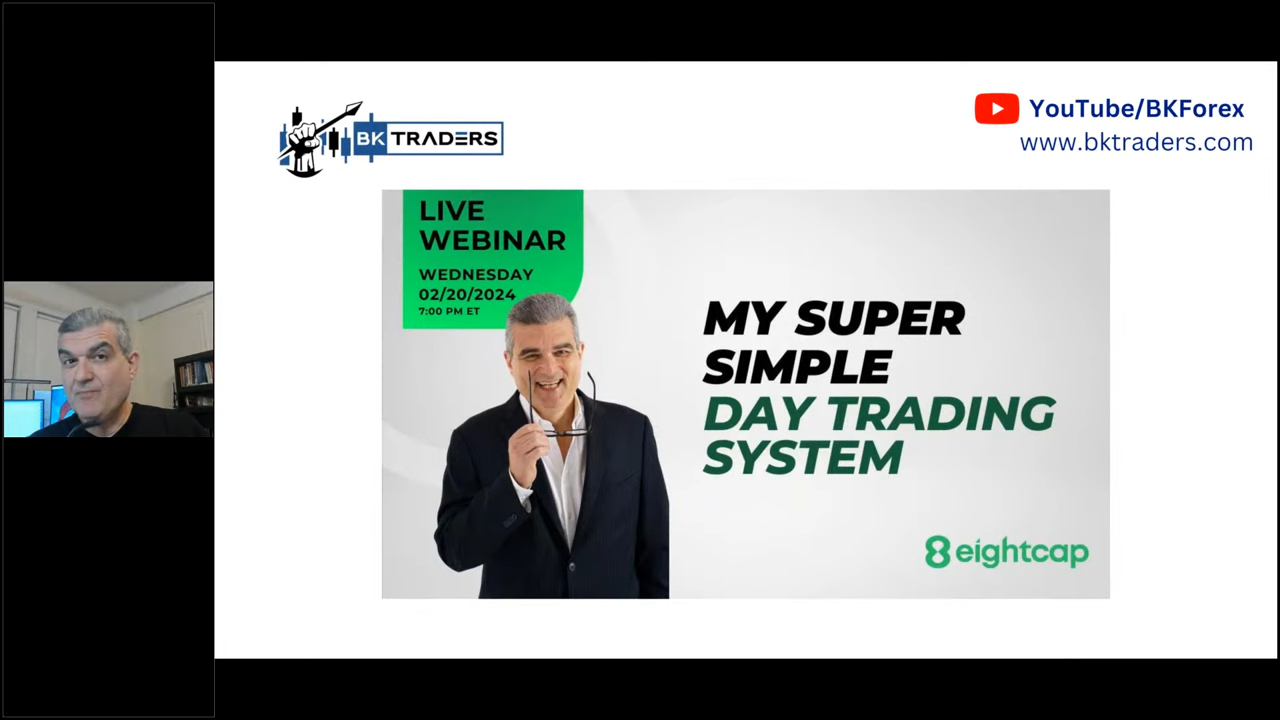 BK TRADERS
YouTube/BKForex
www.bktraders.com
LIVE
WEBINAR
WEDNESDAY
02/20/2024
7:00 PM ET
MY SUPER
SIMPLE
DAY TRADING
SYSTEM
8 eightcap